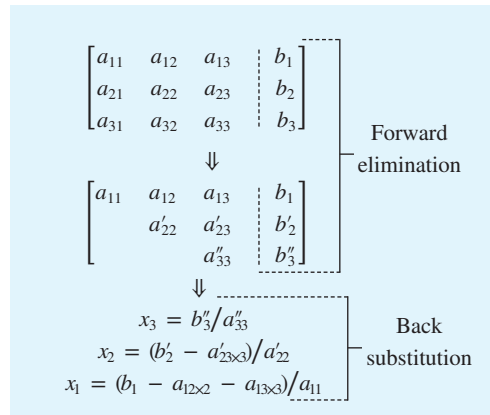 a11 a12 a13 b1
a21 a22 a23 b2
a31 a32 a33 b3
Forward
elimination
⇓
a11 a12 a13 b1
a′22 a′23 b′2
a″33 b″3
⇓
x3 = b″3/a″33
x2 = (b′2 − a′23x3)/a′22
x1 = (b1 − a12x2 − a13x3)/a11
Back
substitution